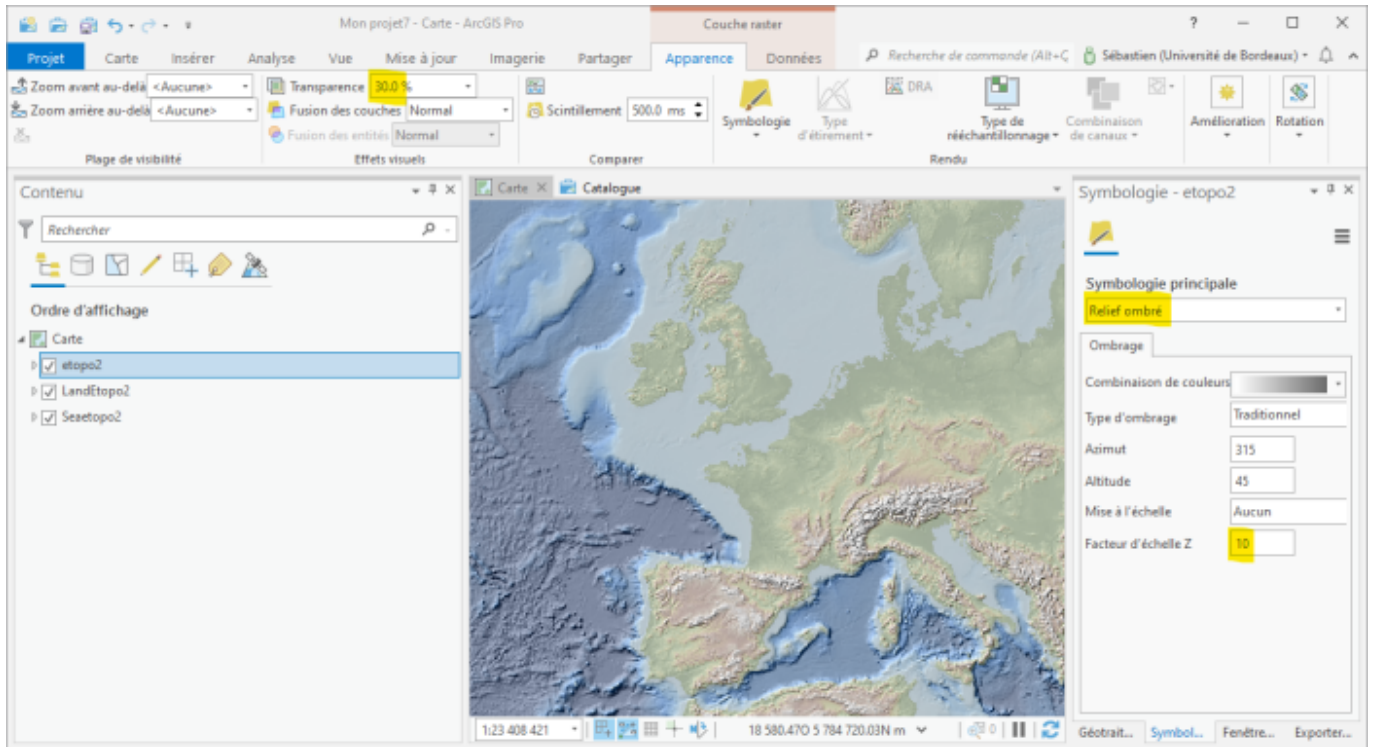 Mon projet7 - Carte - ArcGIS Pro
Couche raster
?
Projet Carte Insérer Analyse Vue Mise à jour Imagerie Partager Apparence Données Recherche de commande (Alt+Q Sébastien (Université de Bordeaux)
Zoom avant au-delà <Aucune> Transparence 30.0 % DRA
Zoom arrière au-delà <Aucune> Fusion des couches Normal Scintillement 500.0 ms Symbologie Type d'étirement Type de rééchantillonnage Combinaison de canaux Amélioration Rotation
Fusion des entités Normal
Plage de visibilité Effets visuels Comparer Rendu
Contenu
Carte Catalogue
Symbologie - etopo2
Rechercher
Symbologie principale
Ordre d'affichage
Relief ombré
Carte
Ombrage
etopo2
Combinaison de couleurs
LandEtopo2
Type d'ombrage Traditionnel
Seaetopo2
Azimut 315
Altitude 45
Mise à l'échelle Aucun
Facteur d'échelle Z 10
1:23 408 421 18 580.47O 5 784 720.03N m 0
Géotrait... Symbol... Fenêtre... Exporter...